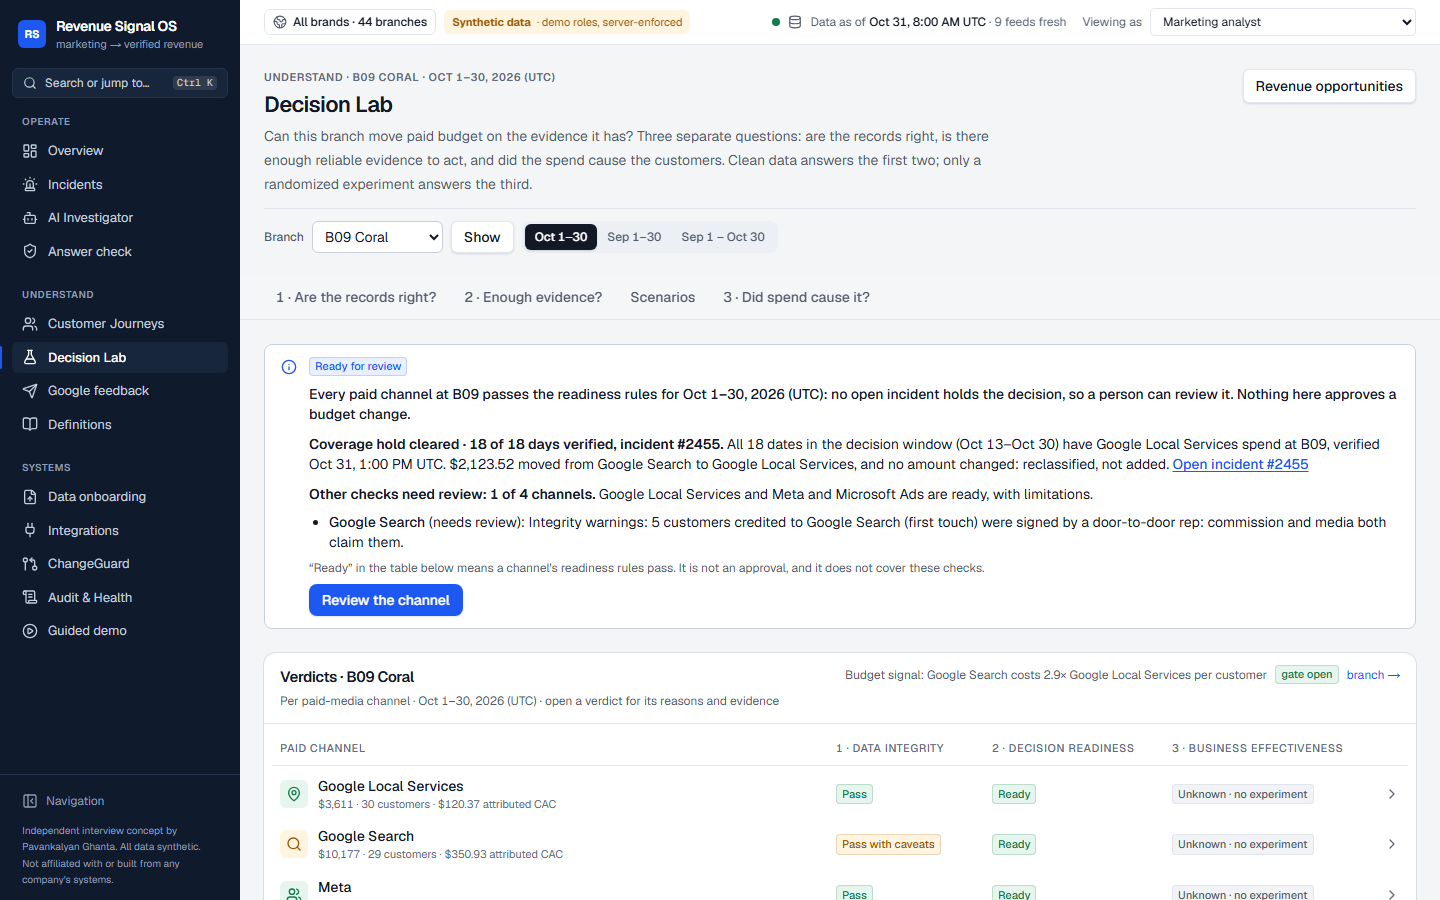 RS
Revenue Signal OS
marketing → verified revenue
Search or jump to...
Ctrl K
OPERATE
Overview
Incidents
AI Investigator
Answer check
UNDERSTAND
Customer Journeys
Decision Lab
Google feedback
Definitions
SYSTEMS
Data onboarding
Integrations
ChangeGuard
Audit & Health
Guided demo
Navigation
Independent interview concept by
Pavankalyan Ghanta. All data synthetic.
Not affiliated with or built from any
company's systems.
All brands · 44 branches
Synthetic data · demo roles, server-enforced
Data as of Oct 31, 8:00 AM UTC · 9 feeds fresh
Viewing as
Marketing analyst
UNDERSTAND · B09 CORAL · OCT 1–30, 2026 (UTC)
Decision Lab
Revenue opportunities
Can this branch move paid budget on the evidence it has? Three separate questions: are the records right, is there
enough reliable evidence to act, and did the spend cause the customers. Clean data answers the first two; only a
randomized experiment answers the third.
Branch
B09 Coral
Show
Oct 1–30
Sep 1–30
Sep 1 – Oct 30
1 · Are the records right?
2 · Enough evidence?
Scenarios
3 · Did spend cause it?
Ready for review
Every paid channel at B09 passes the readiness rules for Oct 1–30, 2026 (UTC): no open incident holds the decision, so a person can review it. Nothing here approves a
budget change.
Coverage hold cleared · 18 of 18 days verified, incident #2455. All 18 dates in the decision window (Oct 13–Oct 30) have Google Local Services spend at B09, verified
Oct 31, 1:00 PM UTC. $2,123.52 moved from Google Search to Google Local Services, and no amount changed: reclassified, not added. Open incident #2455
Other checks need review: 1 of 4 channels. Google Local Services and Meta and Microsoft Ads are ready, with limitations.
• Google Search (needs review): Integrity warnings: 5 customers credited to Google Search (first touch) were signed by a door-to-door rep: commission and media both
claim them.
“Ready” in the table below means a channel's readiness rules pass. It is not an approval, and it does not cover these checks.
Review the channel
Verdicts · B09 Coral
Budget signal: Google Search costs 2.9× Google Local Services per customer
gate open
branch →
Per paid-media channel · Oct 1–30, 2026 (UTC) · open a verdict for its reasons and evidence
PAID CHANNEL
1 · DATA INTEGRITY
2 · DECISION READINESS
3 · BUSINESS EFFECTIVENESS
Google Local Services
$3,611 · 30 customers · $120.37 attributed CAC
Pass
Ready
Unknown · no experiment
Google Search
$10,177 · 29 customers · $350.93 attributed CAC
Pass with caveats
Ready
Unknown · no experiment
Meta
Pass
Ready
Unknown · no experiment